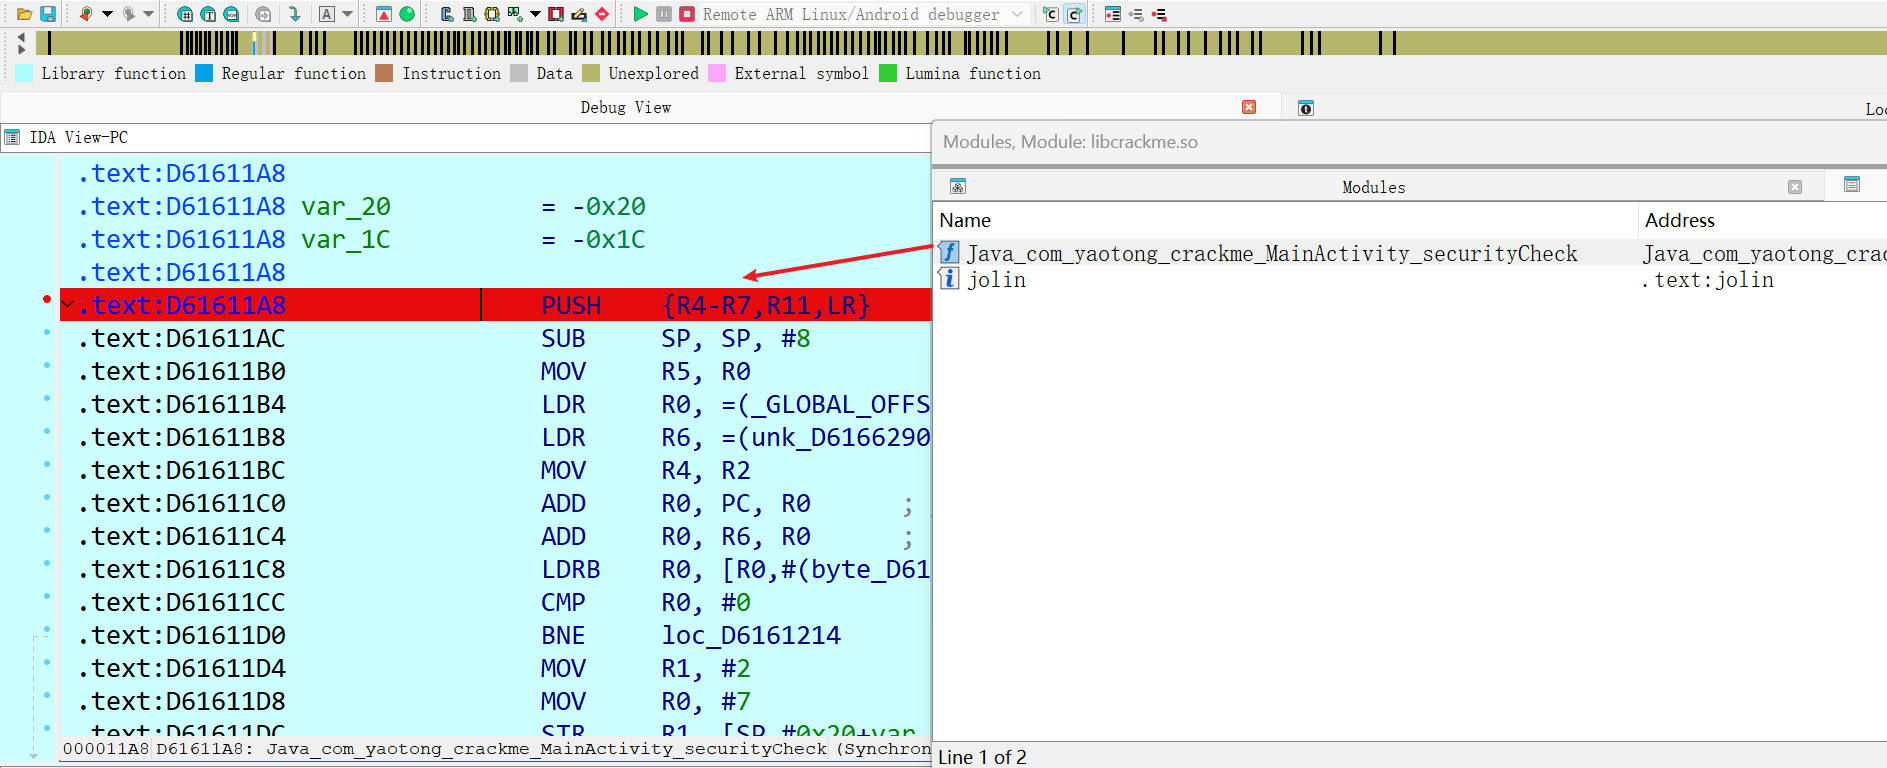 Remote ARM Linux/Android debugger
Library function Regular function Instruction Data Unexplored External symbol Lumina function
Debug View
IDA View-PC
.text:D61611A8
.text:D61611A8 var_20 = -0x20
.text:D61611A8 var_1C = -0x1C
.text:D61611A8
.text:D61611A8 PUSH {R4-R7,R11,LR}
.text:D61611AC SUB SP, SP, #8
.text:D61611B0 MOV R5, R0
.text:D61611B4 LDR R0, =(_GLOBAL_OFFS
.text:D61611B8 LDR R6, =(unk_D6166290
.text:D61611BC MOV R4, R2
.text:D61611C0 ADD R0, PC, R0 ;
.text:D61611C4 ADD R0, R6, R0 ;
.text:D61611C8 LDRB R0, [R0,#(byte_D61
.text:D61611CC CMP R0, #0
.text:D61611D0 BNE loc_D6161214
.text:D61611D4 MOV R1, #2
.text:D61611D8 MOV R0, #7
.text:D61611DC STR R1, [SP,#0x20+var
000011A8 D61611A8: Java_com_yaotong_crackme_MainActivity_securityCheck (Synchron
Loc
Modules, Module: libcrackme.so
Modules
Name Address
f Java_com_yaotong_crackme_MainActivity_securityCheck Java_com_yaotong_crac
i jolin .text:jolin
Line 1 of 2